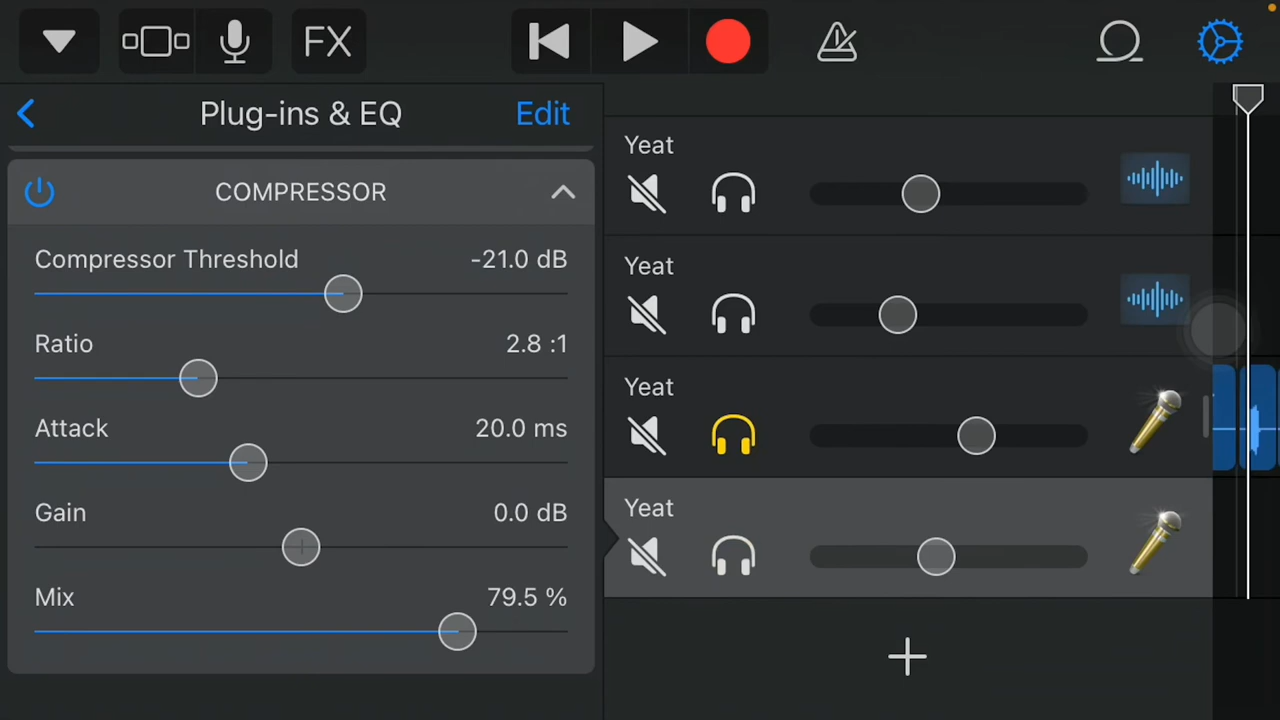 FX
Plug-ins & EQ
Edit
COMPRESSOR
Compressor Threshold
-21.0 dB
Ratio
2.8 :1
Attack
20.0 ms
Gain
0.0 dB
Mix
79.5 %
Yeat
Yeat
Yeat
Yeat